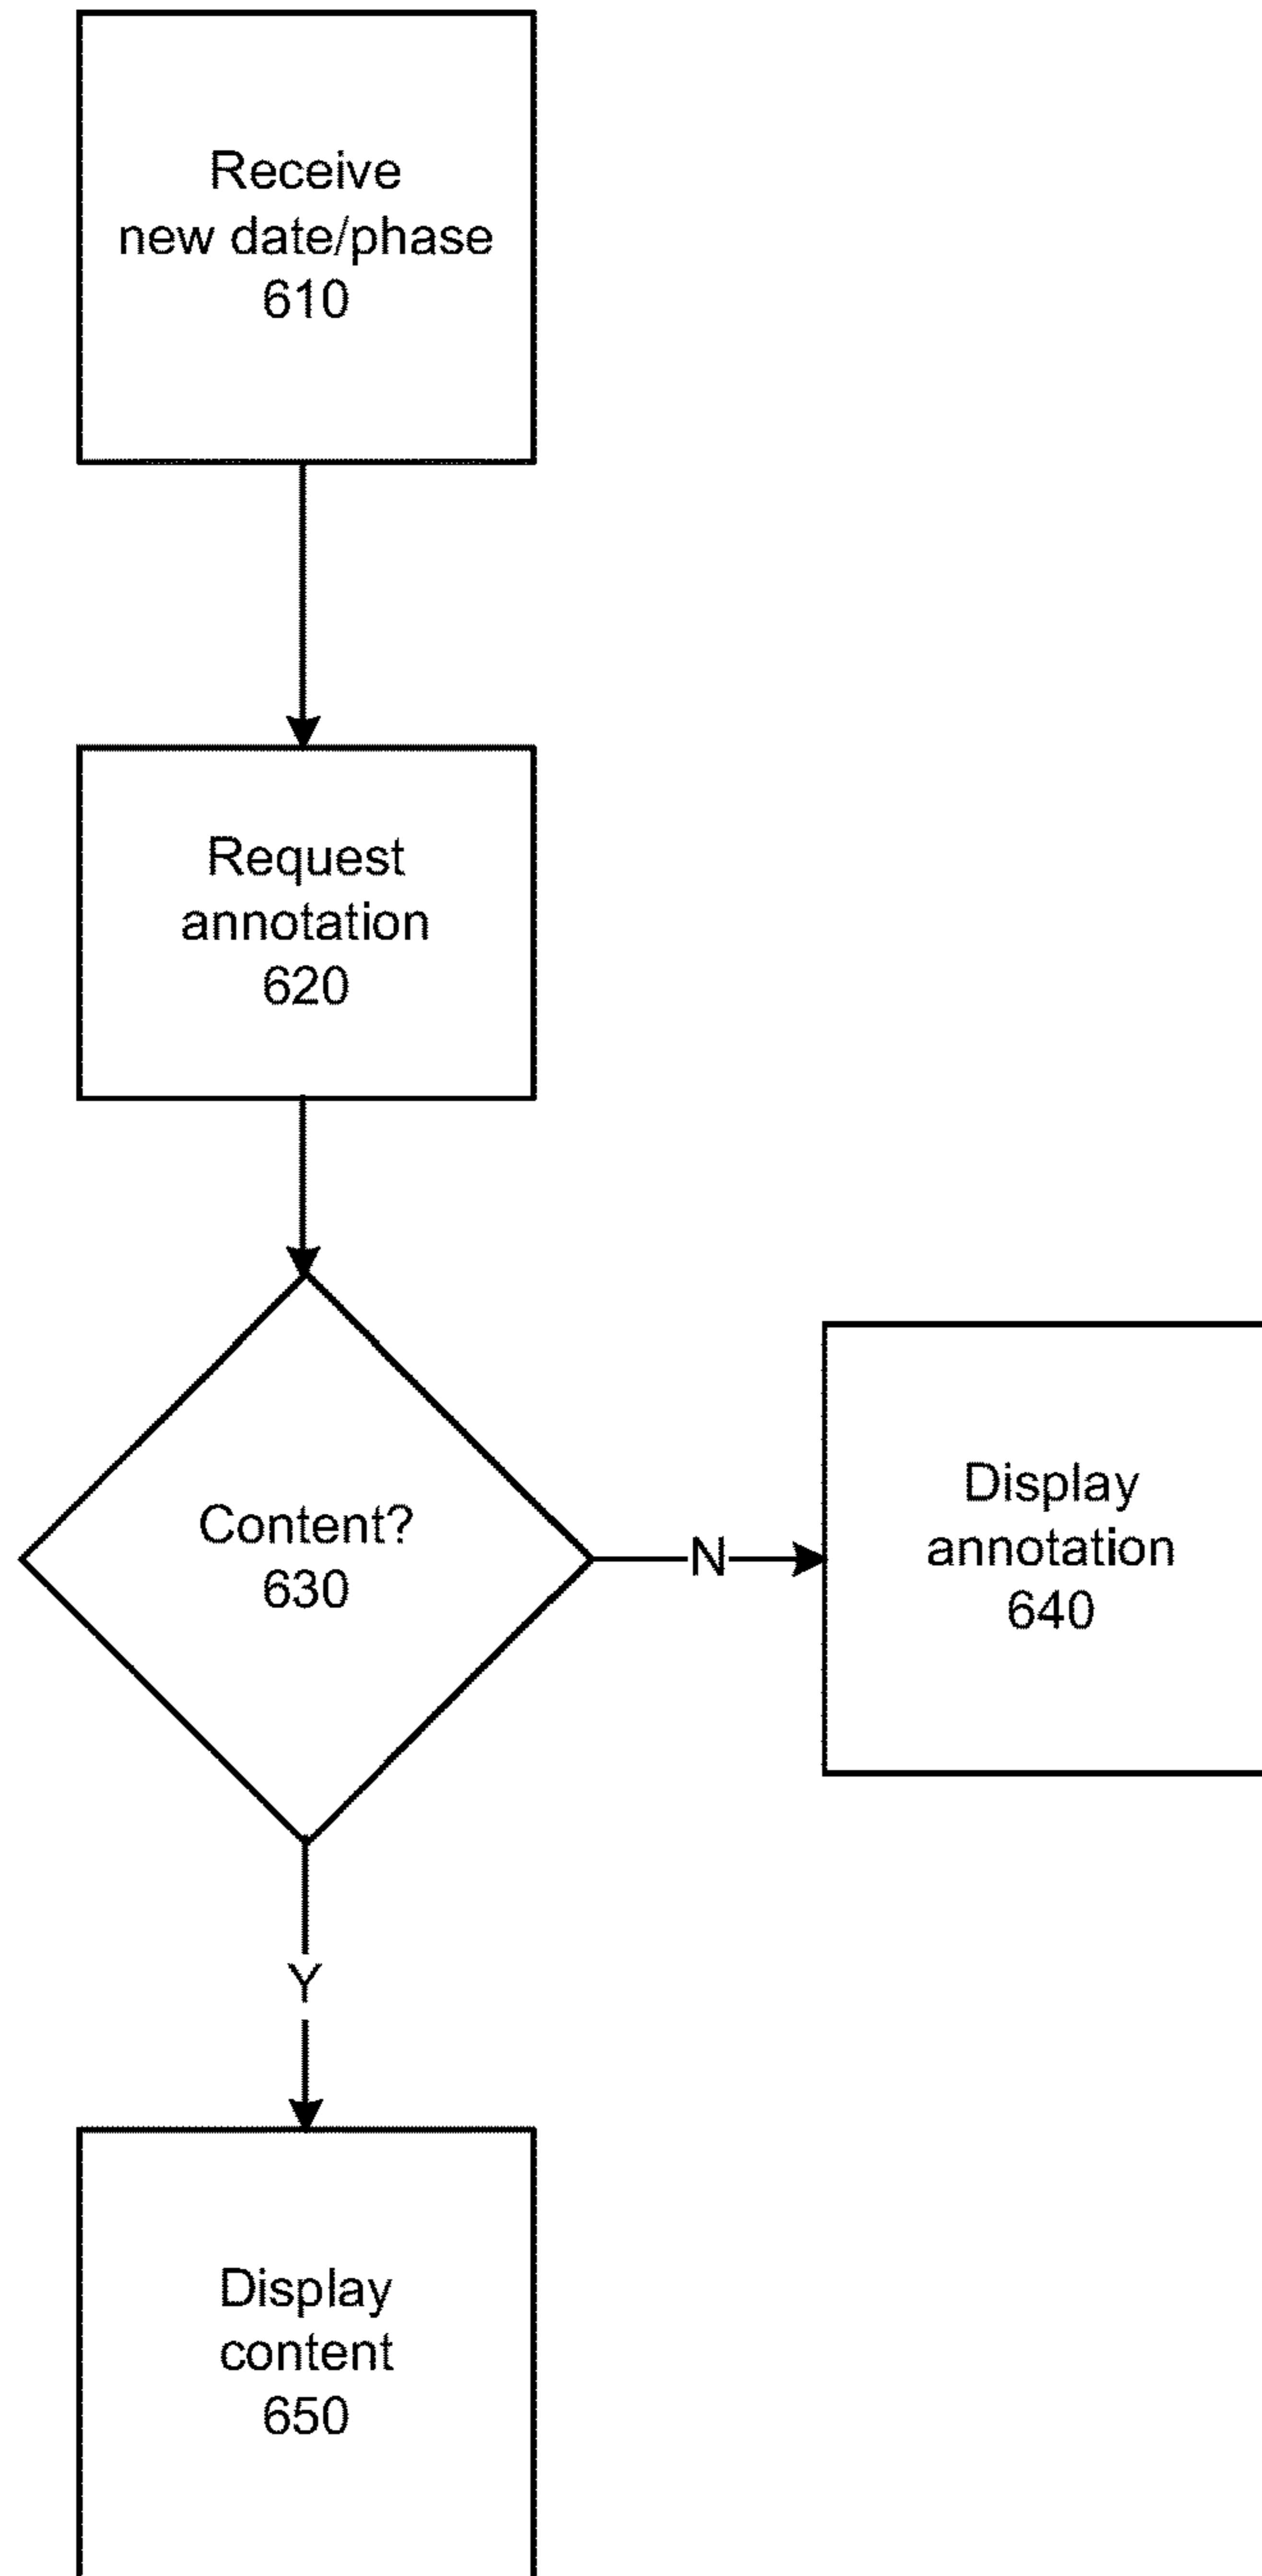 Receive
new date/phase
610
Request
annotation
620
Content?
630
N
Display
annotation
640
Y
Display
content
650